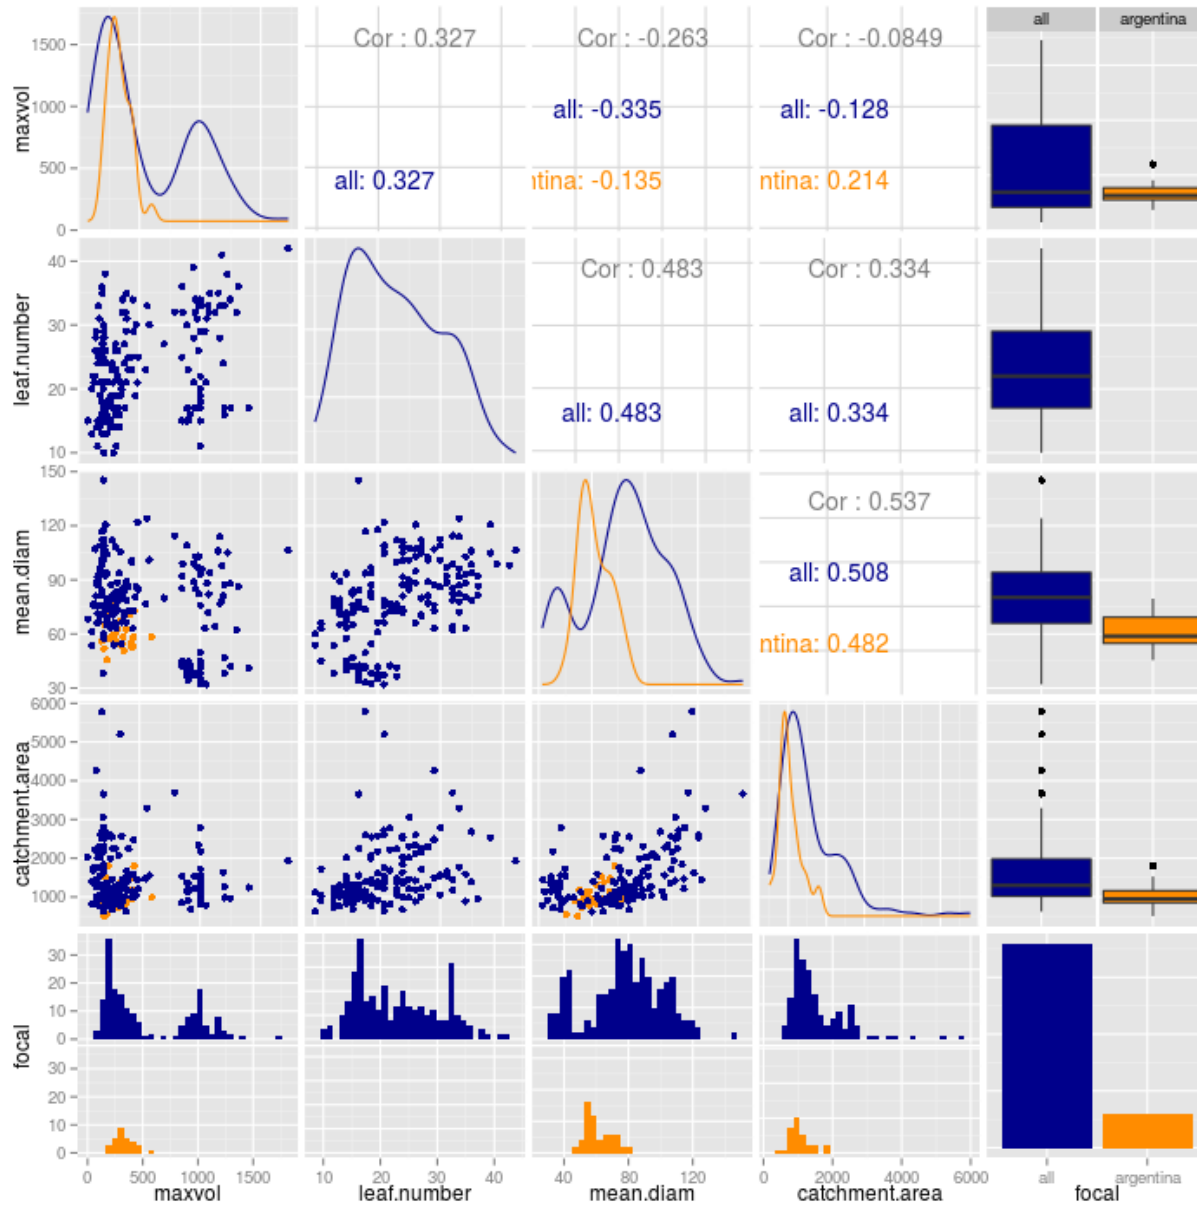 all argentina
maxvol
1500
1000
500
0
Cor : 0.327
all: 0.327
Cor : -0.263
all: -0.335
ntina: -0.135
Cor : -0.0849
all: -0.128
ntina: 0.214
leaf.number
40
30
20
10
Cor : 0.483
all: 0.483
Cor : 0.334
all: 0.334
mean.diam
150
120
90
60
30
Cor : 0.537
all: 0.508
ntina: 0.482
catchment.area
6000
5000
4000
3000
2000
1000
focal
30
20
10
0
30
20
10
0
0 500 1000 1500
10 20 30 40
40 80 120
0 2000 4000 6000
all argentina
maxvol leaf.number mean.diam catchment.area focal